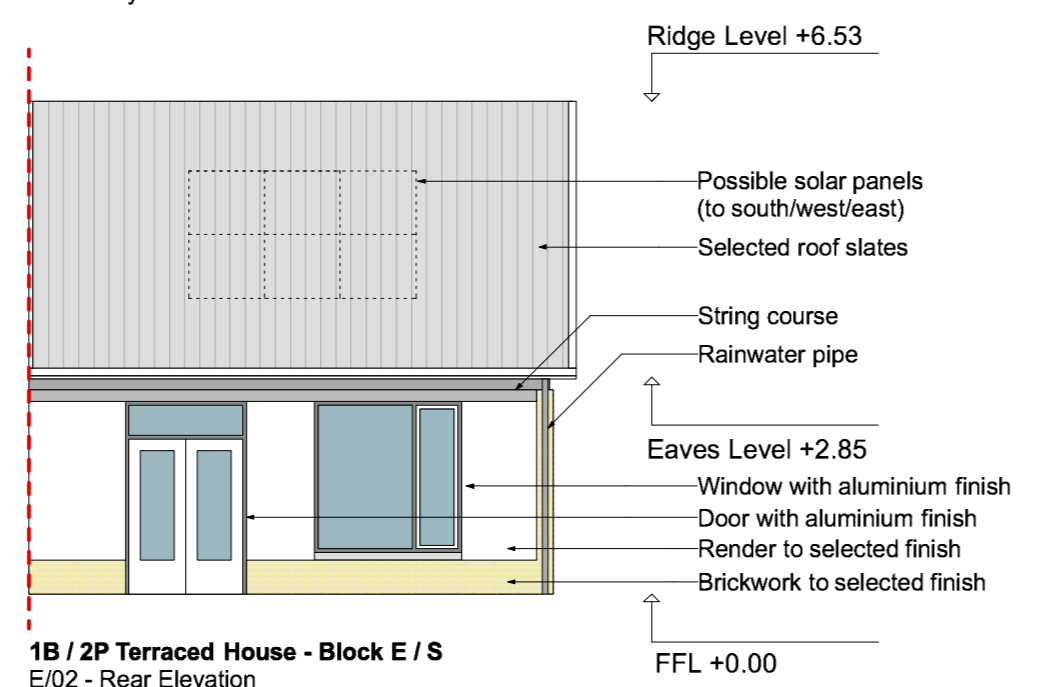 Ridge Level +6.53
Possible solar panels
(to south/west/east)
Selected roof slates
String course
Rainwater pipe
Eaves Level +2.85
Window with aluminium finish
Door with aluminium finish
Render to selected finish
Brickwork to selected finish
1B / 2P Terraced House - Block E / S
E/02 - Rear Elevation
FFL +0.00